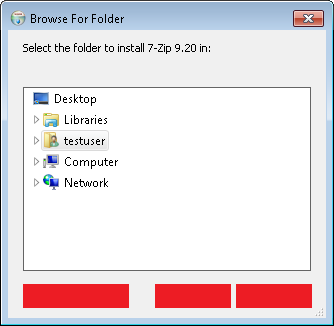 Browse For Folder
Select the folder to install 7-Zip 9.20 in:
Desktop
Libraries
testuser
Computer
Network